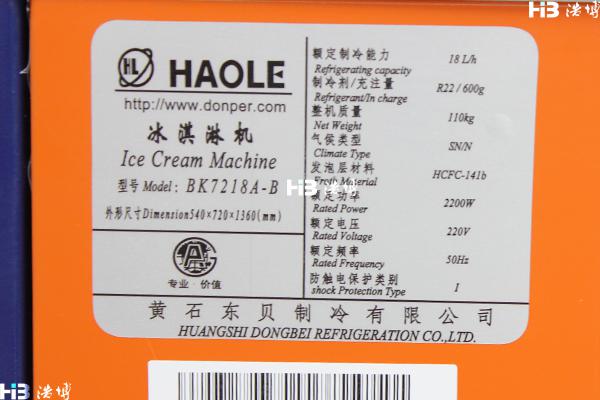 HB 浩博
HL HAOLE
http://www.donper.com
冰淇淋机
Ice Cream Machine
型号 Model: BK7218A-B
外形尺寸Dimension540×720×1360(mm)
专业·价值
额定制冷能力 18 L/h
Refrigerating capacity
制冷剂/充注量 R22 / 600g
Refrigerant/In charge
整机质量 110kg
Net Weight
气候类型 SN/N
Climate Type
发泡层材料 HCFC-141b
Froth Material
HB 浩博
额定功率 2200W
Rated Power
额定电压 220V
Rated Voltage
额定频率 50Hz
Rated Frequency
防触电保护类别 I
shock Protection Type
黄石东贝制冷有限公司
HUANGSHI DONGBEI REFRIGERATION CO.,LTD.
HB 浩博